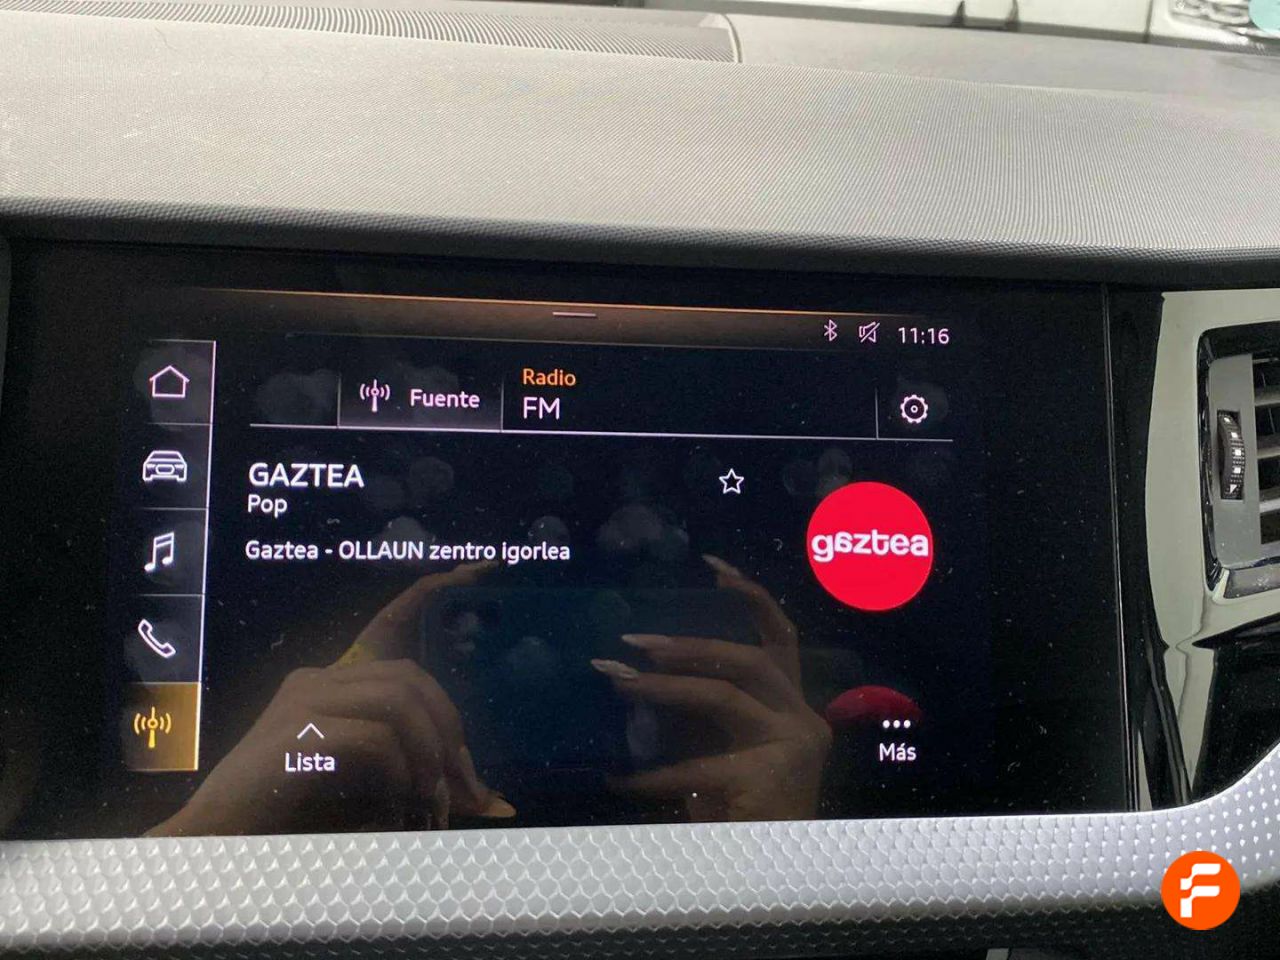 11:16
Fuente
Radio
FM
GAZTEA
Pop
Gaztea - OLLAUN zentro igorlea
gaztea
Lista
Más